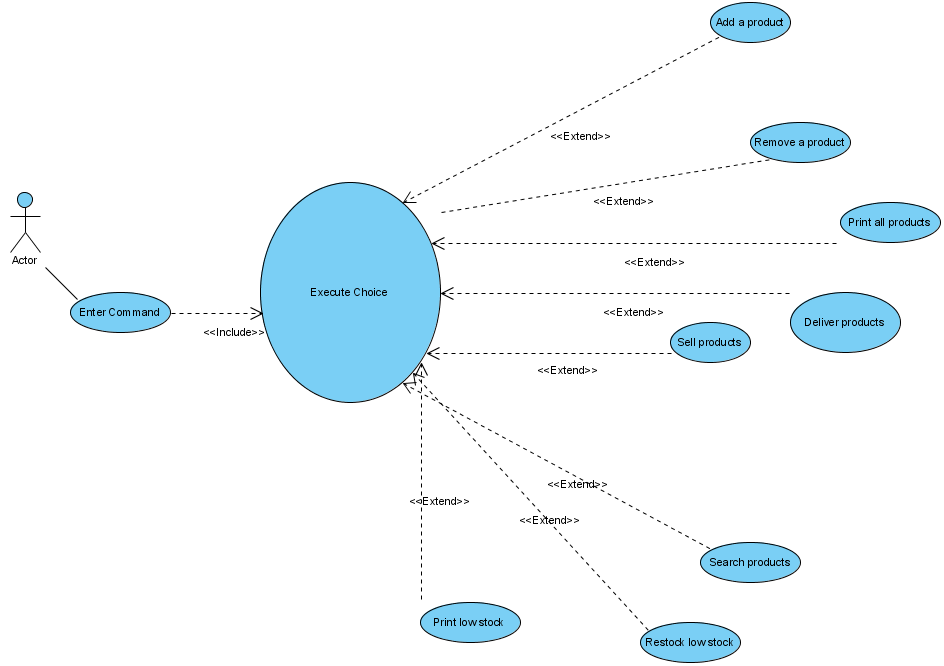 Add a product
<<Extend>>
Remove a product
<<Extend>>
Print all products
Actor
<<Extend>>
Execute Choice
Enter Command
<<Include>>
<<Extend>>
Deliver products
Sell products
<<Extend>>
<<Extend>>
<<Extend>>
<<Extend>>
Search products
Print low stock
Restock low stock